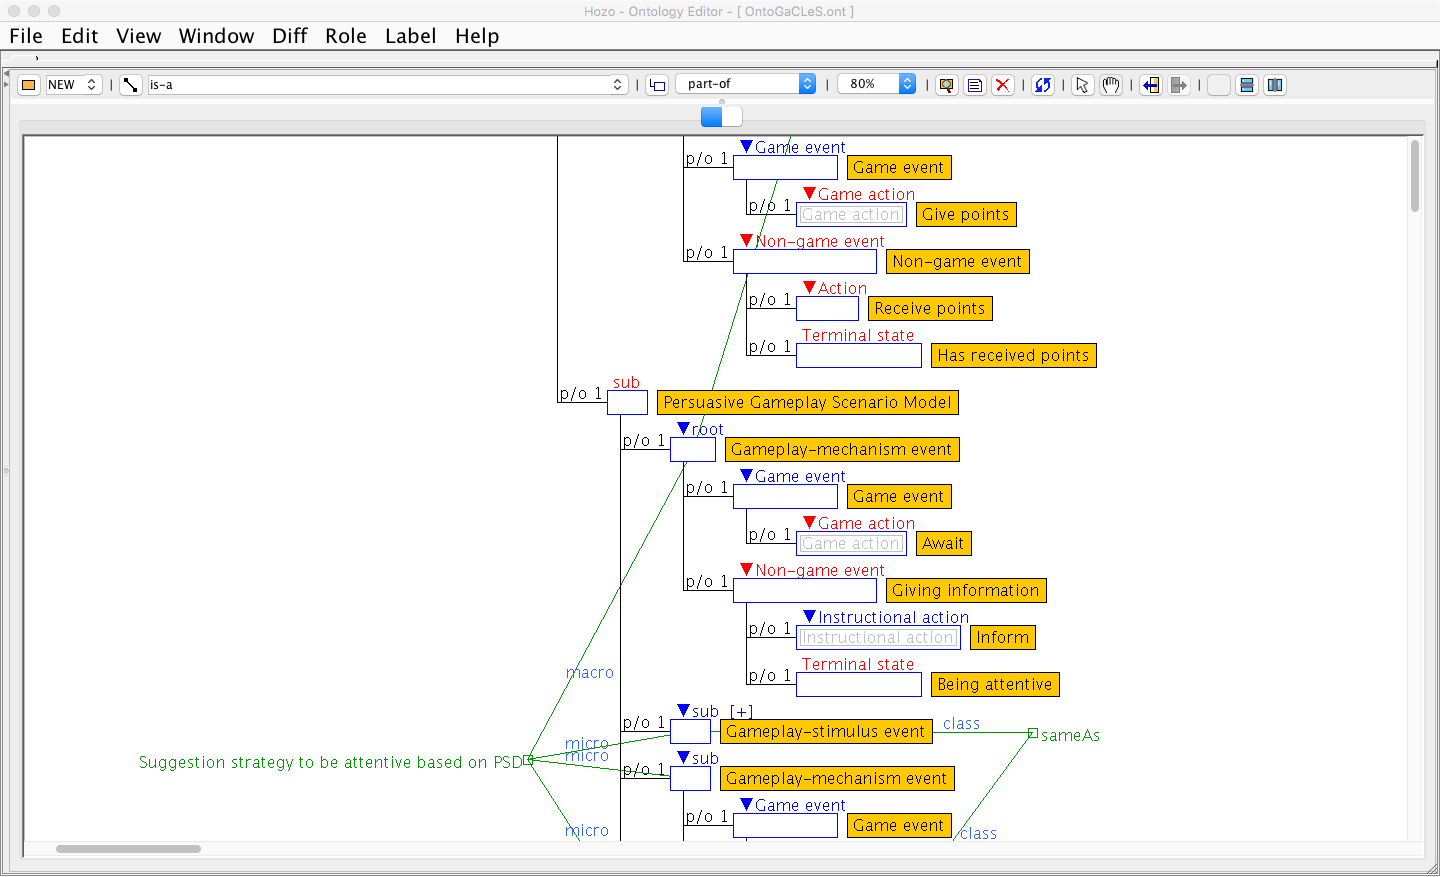 Hozo - Ontology Editor - [ OntoGaCLeS.ont ]
File Edit View Window Diff Role Label Help
NEW | is-a | part-of | 80% | | | | |
▼Game event
p/o 1 Game event
▼Game action
p/o 1 Game action Give points
▼Non-game event
p/o 1 Non-game event
▼Action
p/o 1 Receive points
Terminal state
p/o 1 Has received points
sub
p/o 1 Persuasive Gameplay Scenario Model
▼root
p/o 1 Gameplay-mechanism event
▼Game event
p/o 1 Game event
▼Game action
p/o 1 Game action Await
▼Non-game event
p/o 1 Giving information
▼Instructional action
p/o 1 Instructional action Inform
Terminal state
macro
p/o 1 Being attentive
▼sub [+]
p/o 1 Gameplay-stimulus event class
sameAs
micro
micro
▼sub
Suggestion strategy to be attentive based on PSD
p/o 1 Gameplay-mechanism event
▼Game event
p/o 1 Game event
micro
class